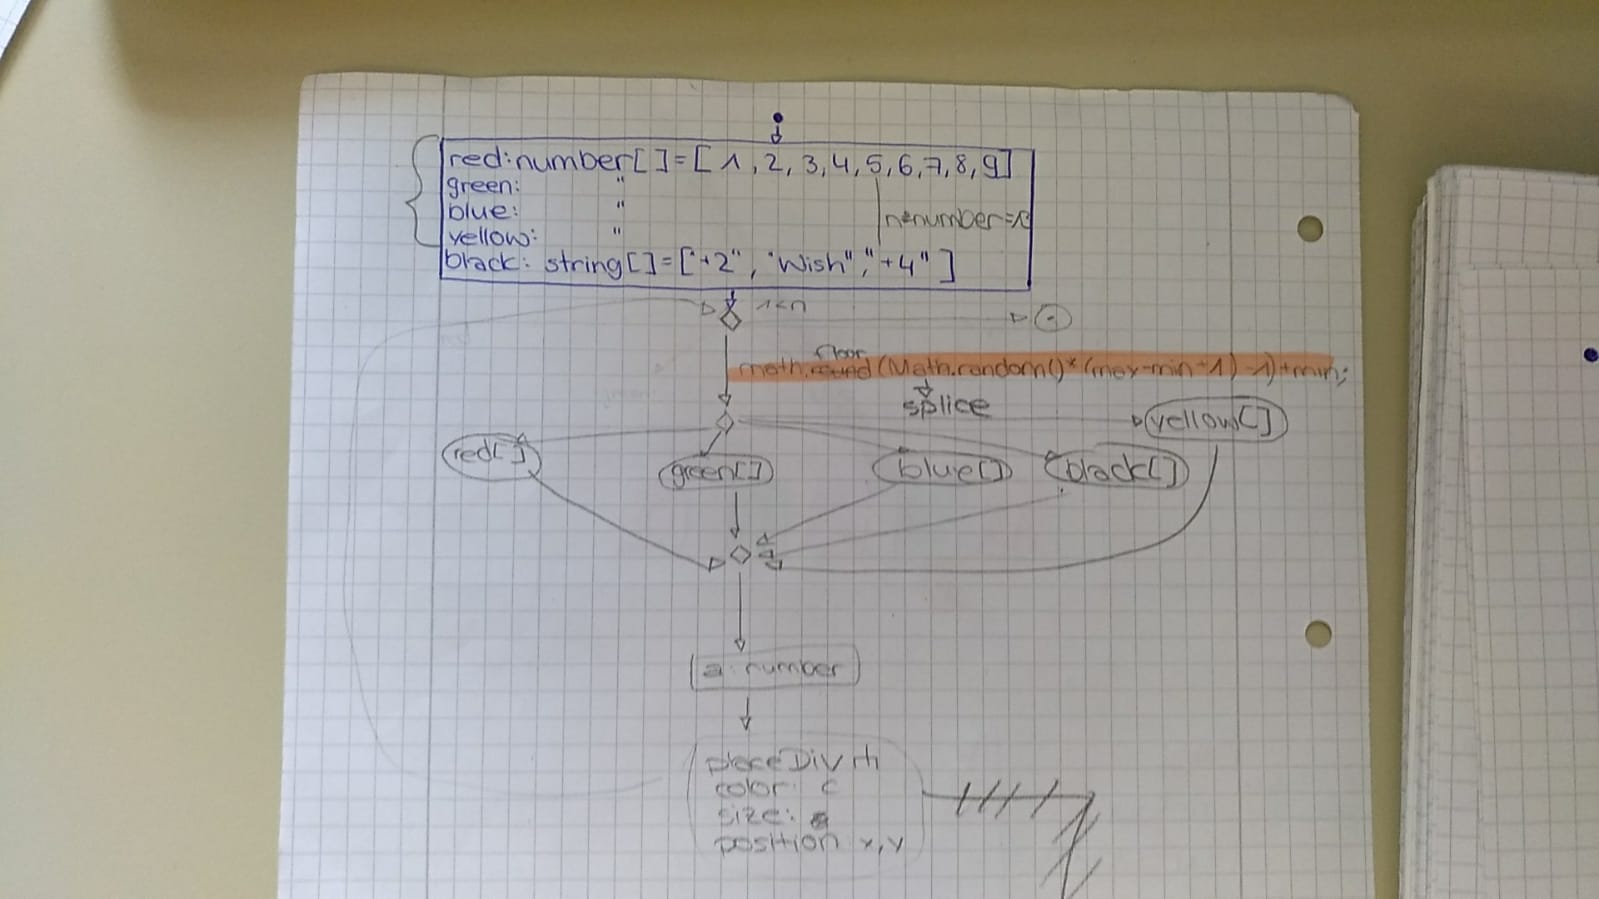 red: number[] = [1, 2, 3, 4, 5, 6, 7, 8, 9]
green: "
blue: "
yellow: "
n=number=
black: string[] = ["+2", "Wish", "+4"]
1<n
floor
math.round (Math.random()* (max-min+1) -1)+min;
splice
yellow[]
red[]
green[]
blue[]
black[]
a: number
placeDiv
color: c
size:
position x,y